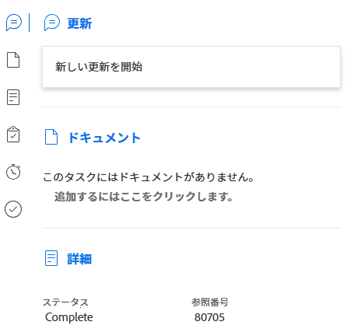 更新
新しい更新を開始
ドキュメント
このタスクにはドキュメントがありません。
追加するにはここをクリックします。
詳細
ステータス 参照番号
Complete 80705